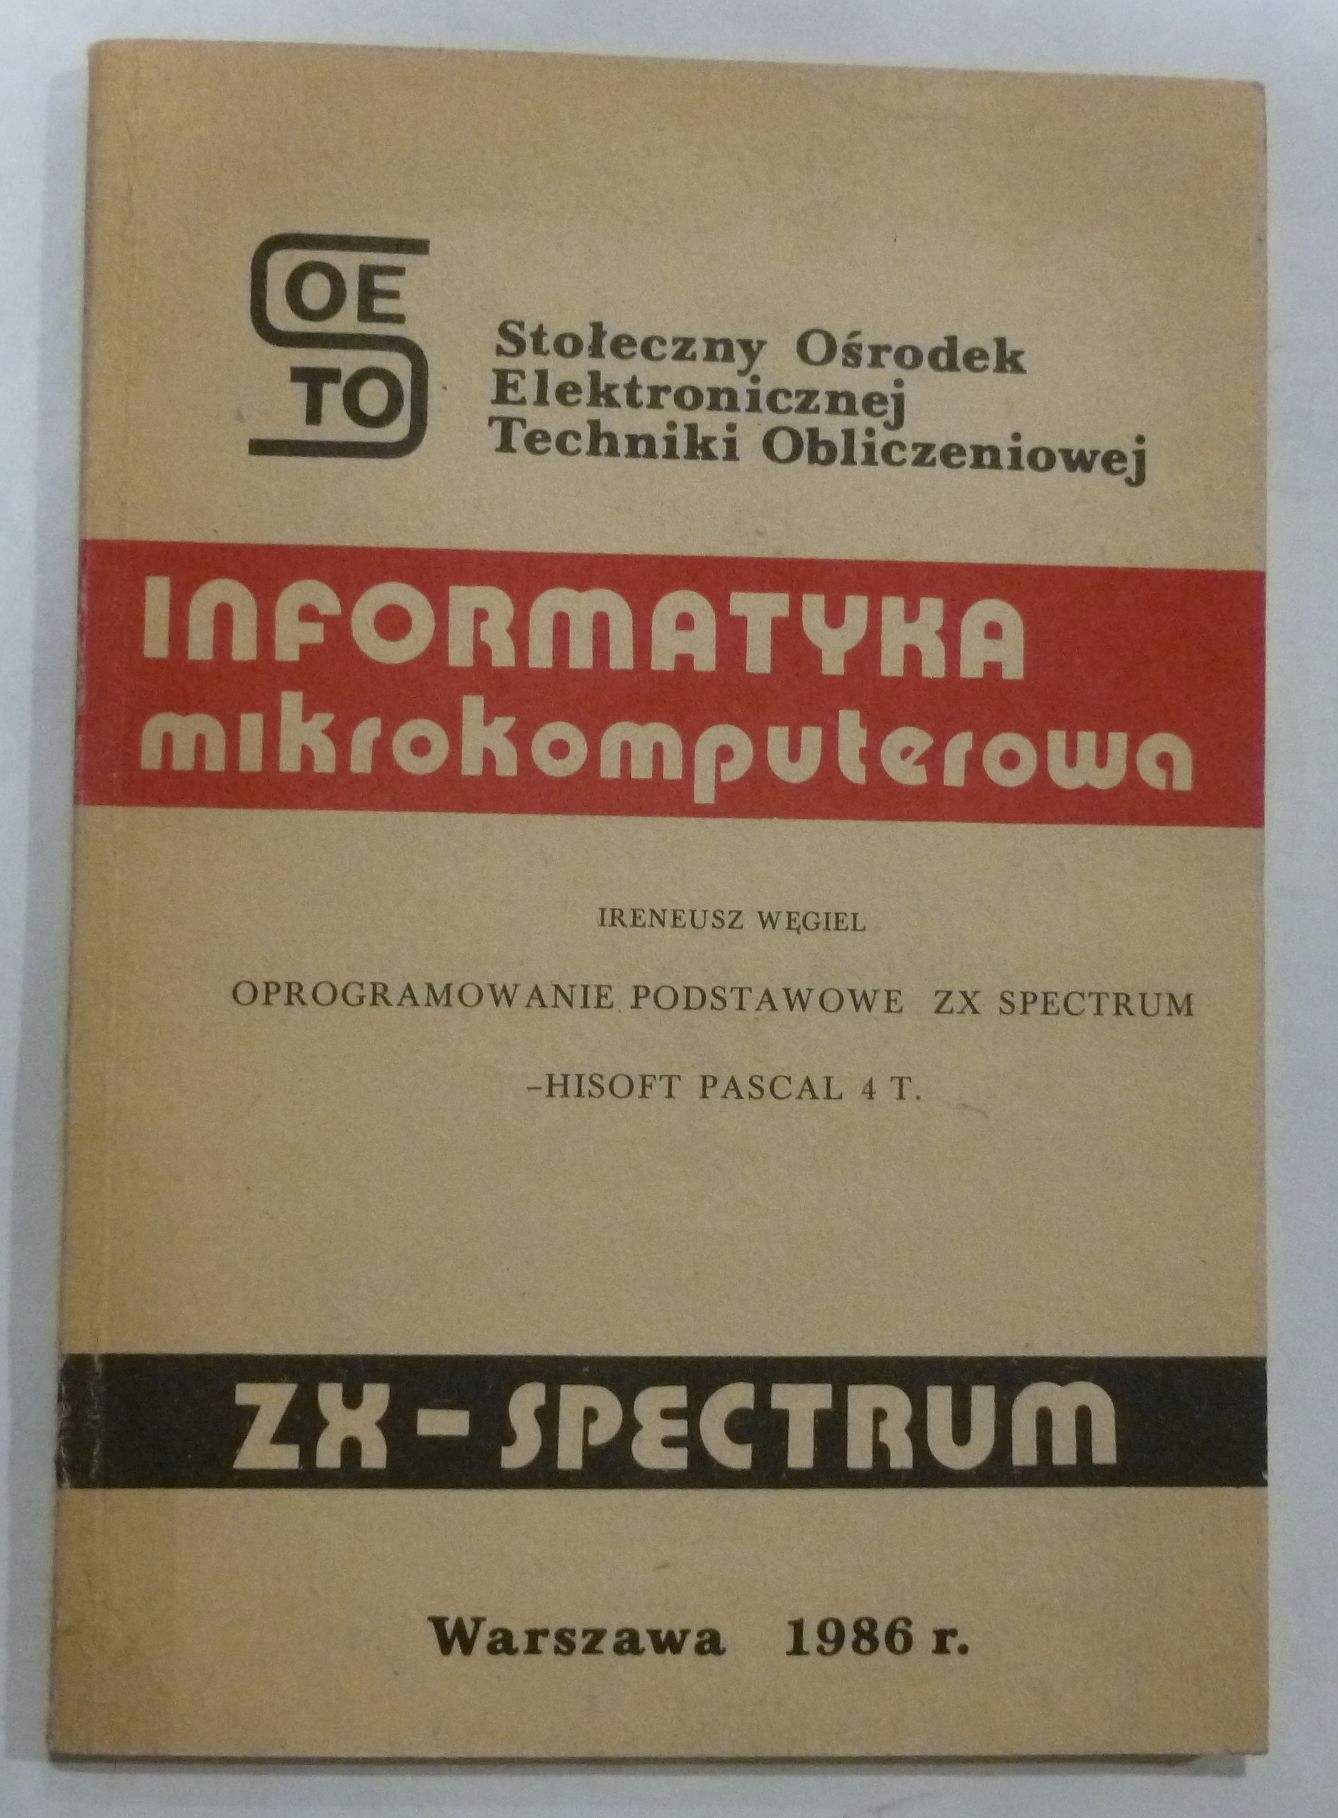 OE
TO
Stołeczny Ośrodek
Elektronicznej
Techniki Obliczeniowej
INFORMATYKA
mikrokomputerowa
IRENEUSZ WĘGIEL
OPROGRAMOWANIE PODSTAWOWE ZX SPECTRUM
–HISOFT PASCAL 4 T.
ZX-SPECTRUM
Warszawa 1986 r.